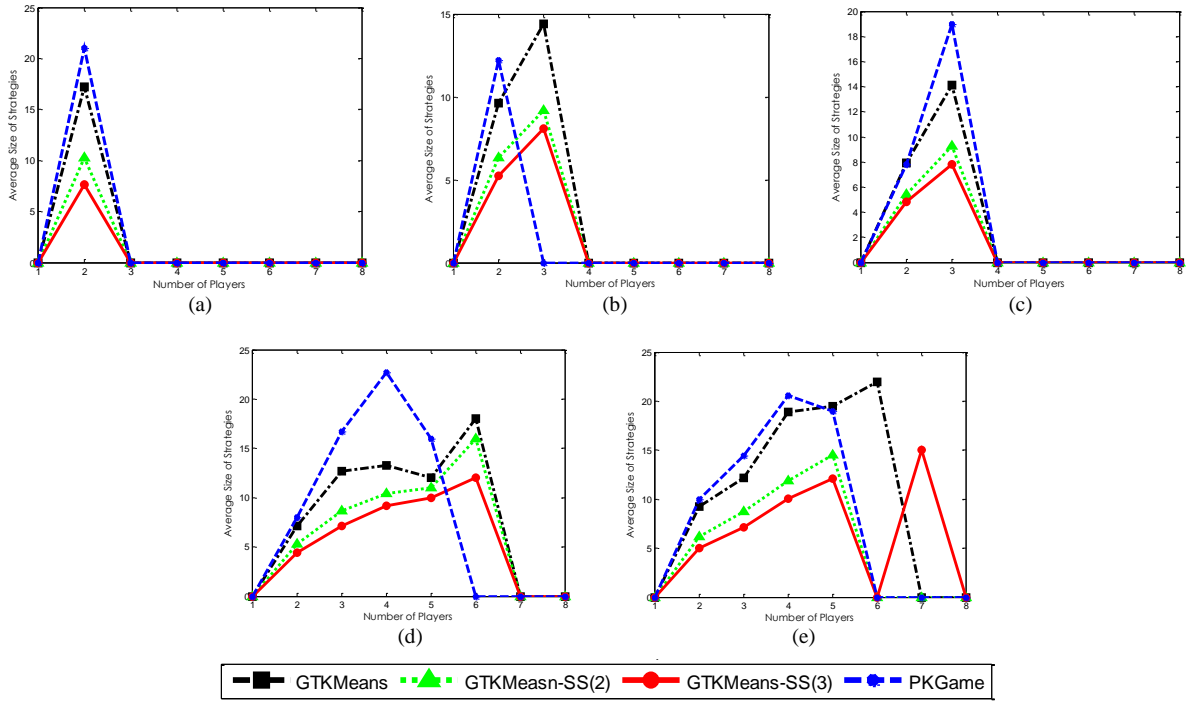 25
20
15
10
5
0
Average Size of Strategies
1 2 3 4 5 6 7 8
Number of Players
(a)
15
10
5
0
Average Size of Strategies
1 2 3 4 5 6 7 8
Number of Players
(b)
20
18
16
14
12
10
8
6
4
2
0
Average Size of Strategies
1 2 3 4 5 6 7 8
Number of Players
(c)
25
20
15
10
5
0
Average Size of Strategies
1 2 3 4 5 6 7 8
Number of Players
(d)
25
20
15
10
5
0
Average Size of Strategies
1 2 3 4 5 6 7 8
Number of Players
(e)
GTKMeans GTKMeasn-SS(2) GTKMeans-SS(3) PKGame